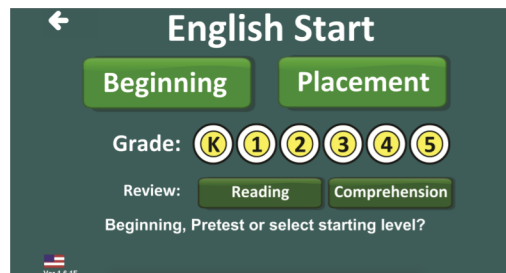 English Start
Beginning Placement
Grade: K 1 2 3 4 5
Review: Reading Comprehension
Beginning, Pretest or select starting level?